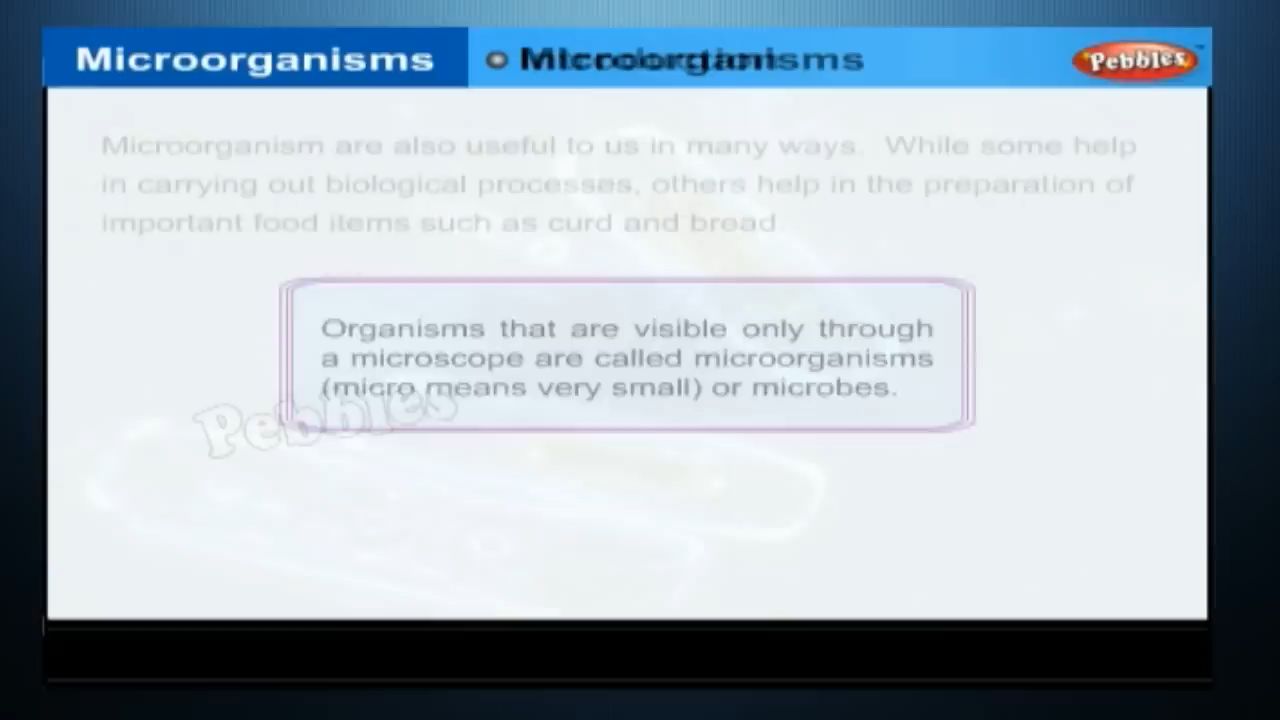 Microorganisms
Microorganisms
Pebbles
Microorganism are also useful to us in many ways. While some help
in carrying out biological processes, others help in the preparation of
important food items such as curd and bread
Organisms that are visible only through
a microscope are called microorganisms
(micro means very small) or microbes.
Pebbles